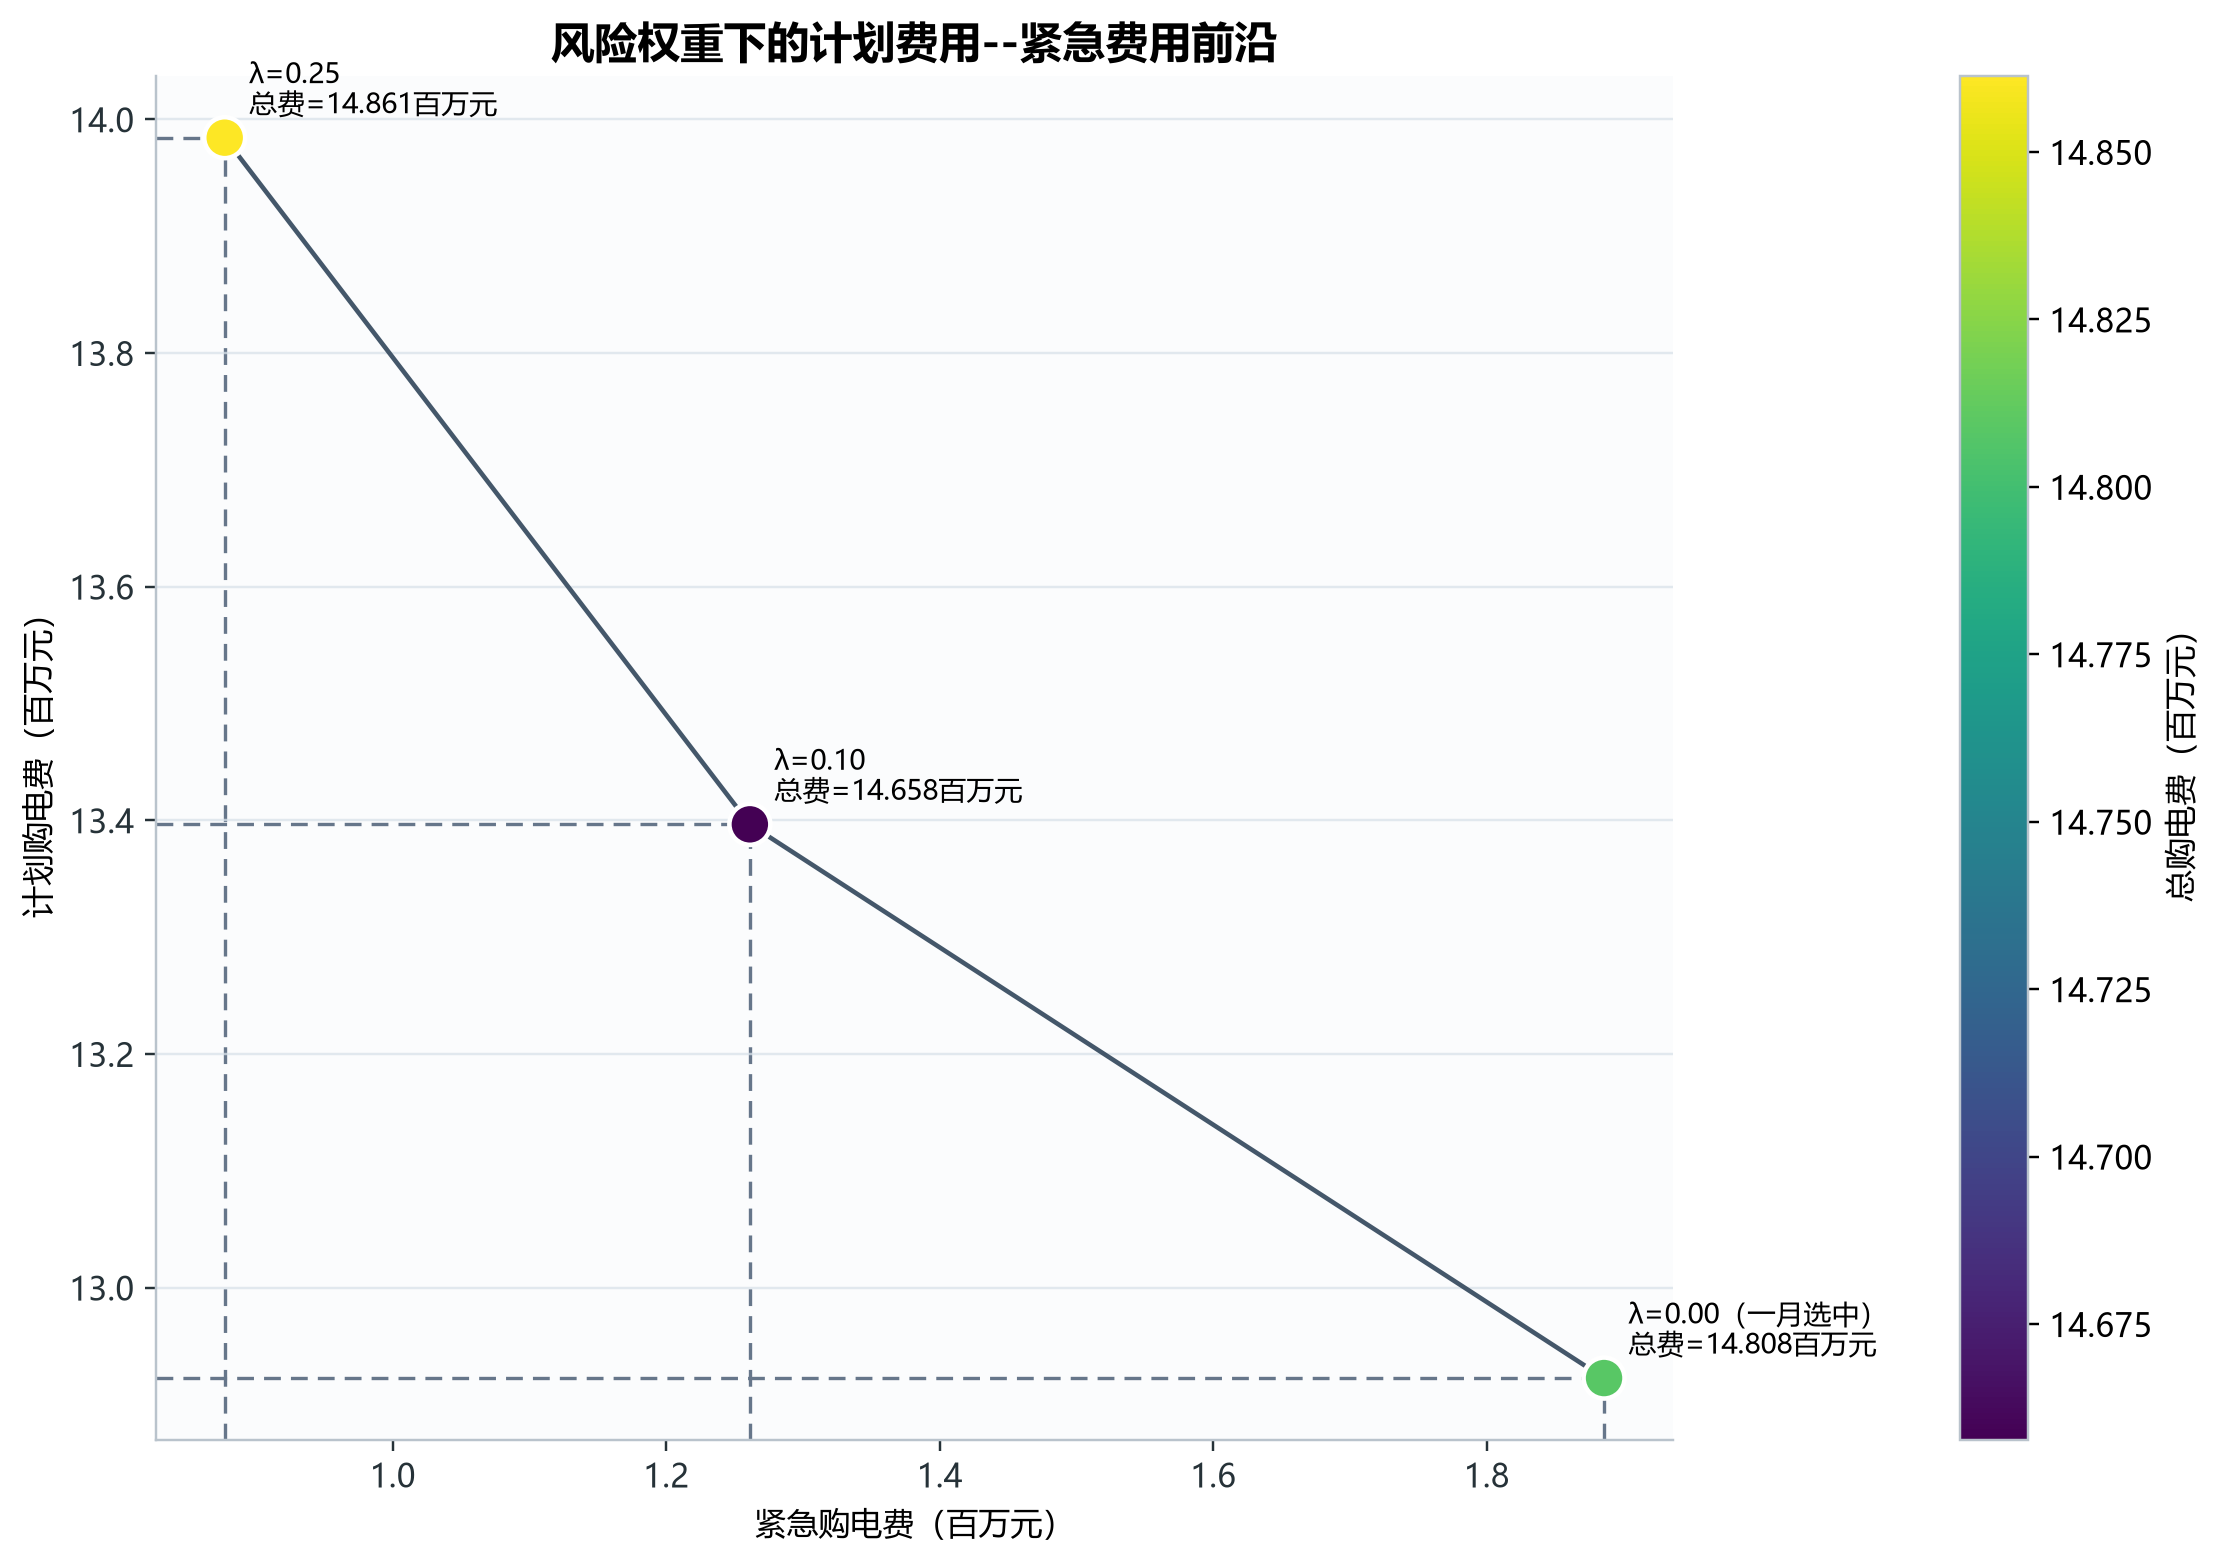 风险权重下的计划费用--紧急费用前沿
λ=0.25
总费=14.861百万元
λ=0.10
总费=14.658百万元
λ=0.00（一月选中）
总费=14.808百万元
计划购电费（百万元）
14.0
13.8
13.6
13.4
13.2
13.0
1.0
1.2
1.4
1.6
1.8
紧急购电费（百万元）
14.850
14.825
14.800
14.775
14.750
14.725
14.700
14.675
总购电费（百万元）